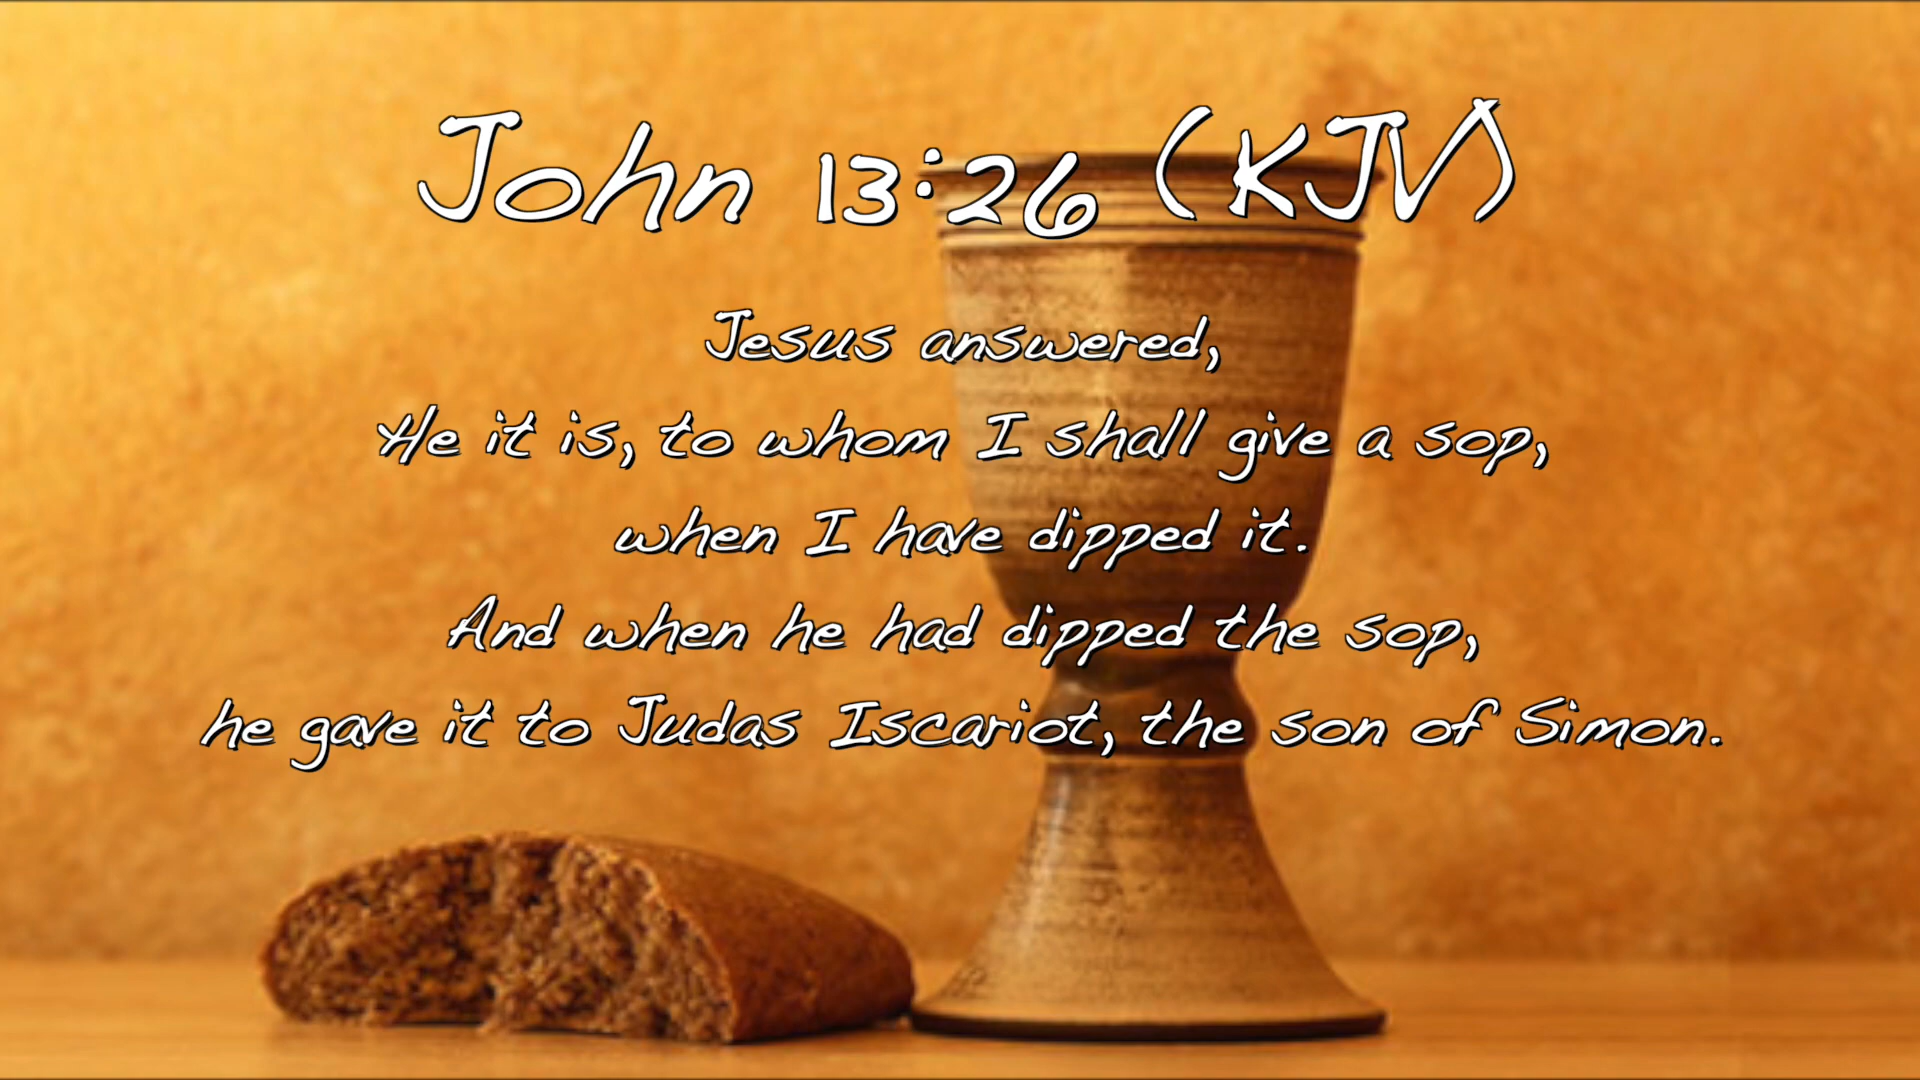 John 13:26 (KJV)
Jesus answered,
He it is, to whom I shall give a sop,
when I have dipped it.
And when he had dipped the sop,
he gave it to Judas Iscariot, the son of Simon.